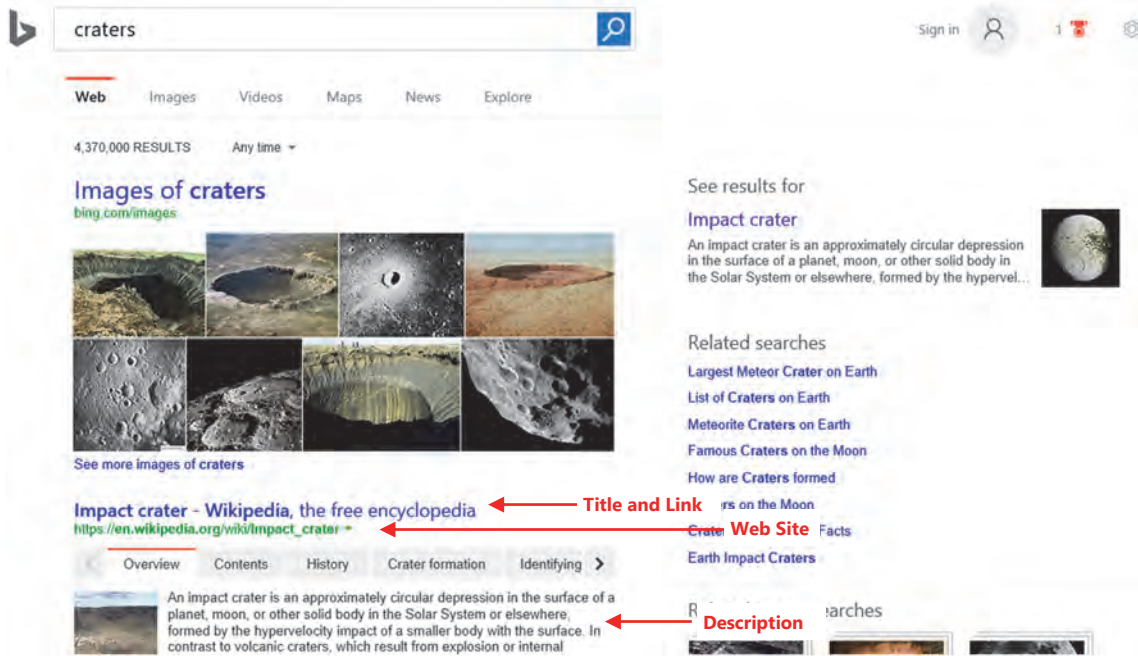 craters
Sign in
1
Web Images Videos Maps News Explore
4,370,000 RESULTS Any time
Images of craters
bing.com/images
See more images of craters
Impact crater - Wikipedia, the free encyclopedia
https://en.wikipedia.org/wiki/Impact_crater
Overview Contents History Crater formation Identifying
An impact crater is an approximately circular depression in the surface of a
planet, moon, or other solid body in the Solar System or elsewhere,
formed by the hypervelocity impact of a smaller body with the surface. In
contrast to volcanic craters, which result from explosion or internal
Title and Link
Web Site
Description
See results for
Impact crater
An impact crater is an approximately circular depression
in the surface of a planet, moon, or other solid body in
the Solar System or elsewhere, formed by the hypervel...
Related searches
Largest Meteor Crater on Earth
List of Craters on Earth
Meteorite Craters on Earth
Famous Craters on the Moon
How are Craters formed
on the Moon
Facts
Earth Impact Craters